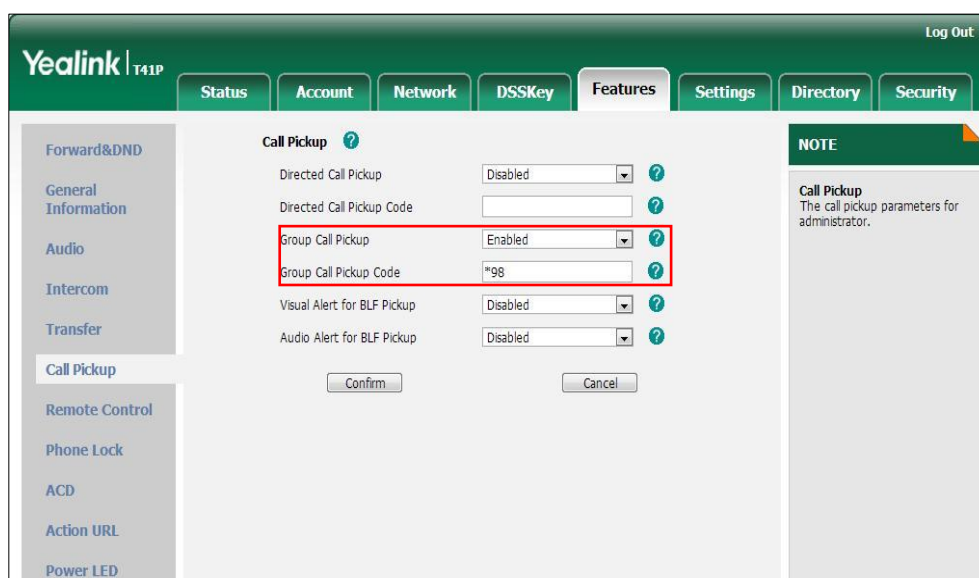 Log Out
Yealink T41P
Status Account Network DSSKey Features Settings Directory Security
Forward&DND
General
Information
Audio
Intercom
Transfer
Call Pickup
Remote Control
Phone Lock
ACD
Action URL
Power LED
Call Pickup ?
Directed Call Pickup Disabled ?
Directed Call Pickup Code ?
Group Call Pickup Enabled ?
Group Call Pickup Code *98 ?
Visual Alert for BLF Pickup Disabled ?
Audio Alert for BLF Pickup Disabled ?
Confirm Cancel
NOTE
Call Pickup
The call pickup parameters for
administrator.